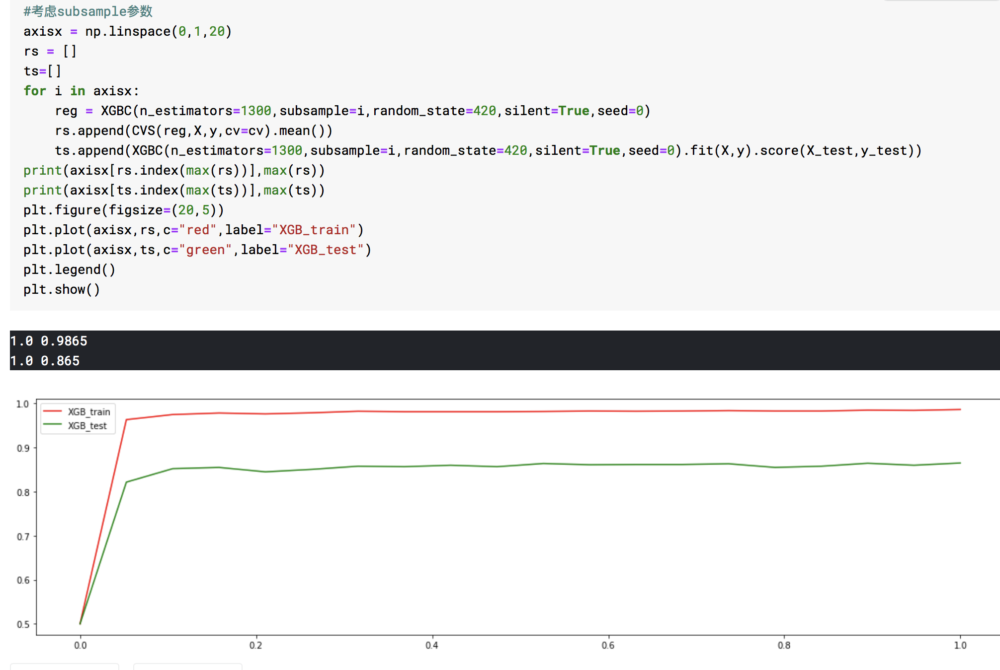 #考虑subsample参数
axisx = np.linspace(0,1,20)
rs = []
ts=[]
for i in axisx:
    reg = XGBC(n_estimators=1300,subsample=i,random_state=420,silent=True,seed=0)
    rs.append(CVS(reg,X,y,cv=cv).mean())
    ts.append(XGBC(n_estimators=1300,subsample=i,random_state=420,silent=True,seed=0).fit(X,y).score(X_test,y_test))
print(axisx[rs.index(max(rs))],max(rs))
print(axisx[ts.index(max(ts))],max(ts))
plt.figure(figsize=(20,5))
plt.plot(axisx,rs,c="red",label="XGB_train")
plt.plot(axisx,ts,c="green",label="XGB_test")
plt.legend()
plt.show()
1.0 0.9865
1.0 0.865
XGB_train
XGB_test
1.0
0.9
0.8
0.7
0.6
0.5
0.0 0.2 0.4 0.6 0.8 1.0